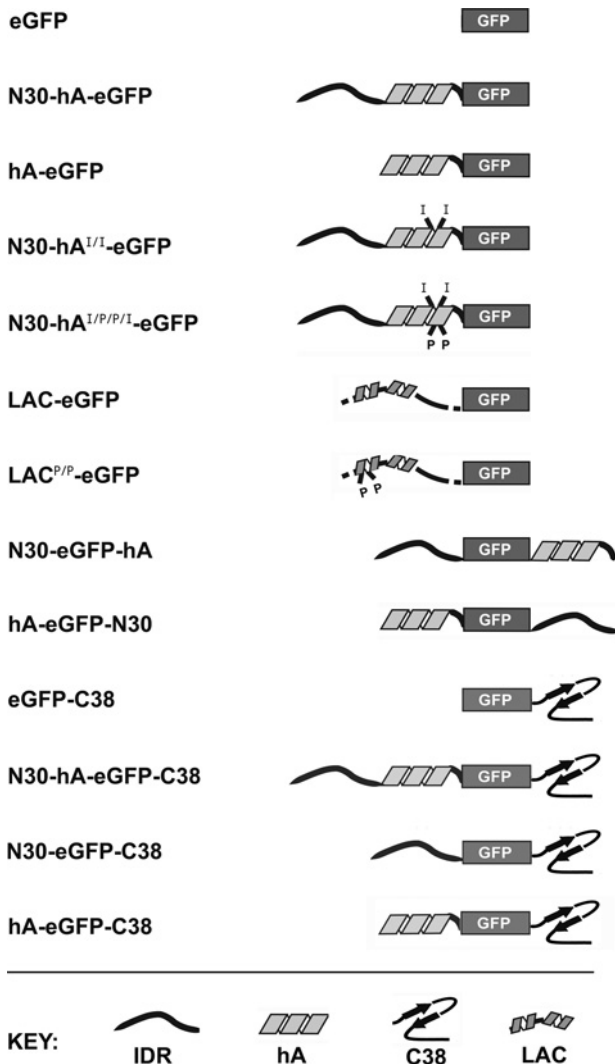 eGFP GFP
N30-hA-eGFP GFP
hA-eGFP GFP
I I
N30-hA^I/I-eGFP GFP
I I
N30-hA^I/P/P/I-eGFP GFP
P P
LAC-eGFP GFP
LAC^P/P-eGFP GFP
P P
N30-eGFP-hA GFP
hA-eGFP-N30 GFP
eGFP-C38 GFP
N30-hA-eGFP-C38 GFP
N30-eGFP-C38 GFP
hA-eGFP-C38 GFP
KEY: IDR hA C38 LAC